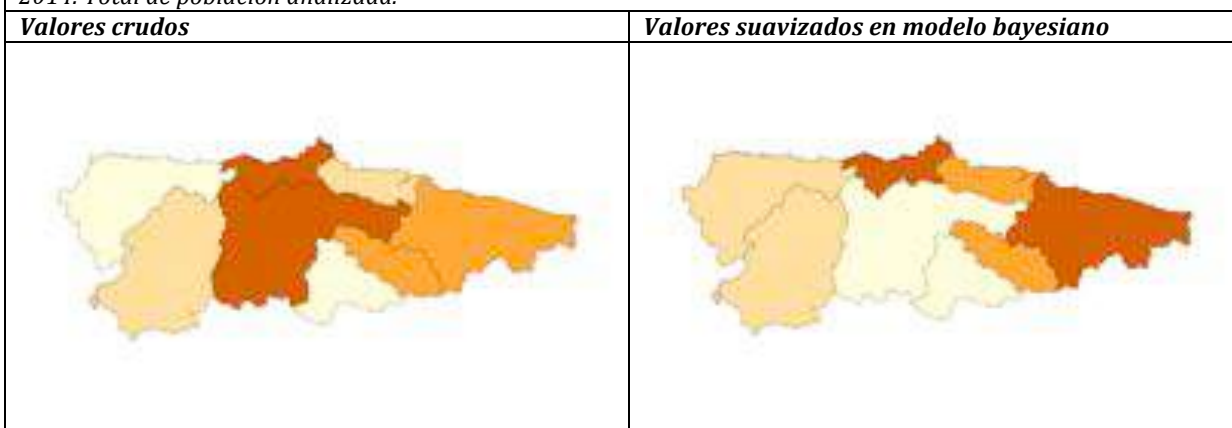 2014. Total de población analizada.
Valores crudos
Valores suavizados en modelo bayesiano